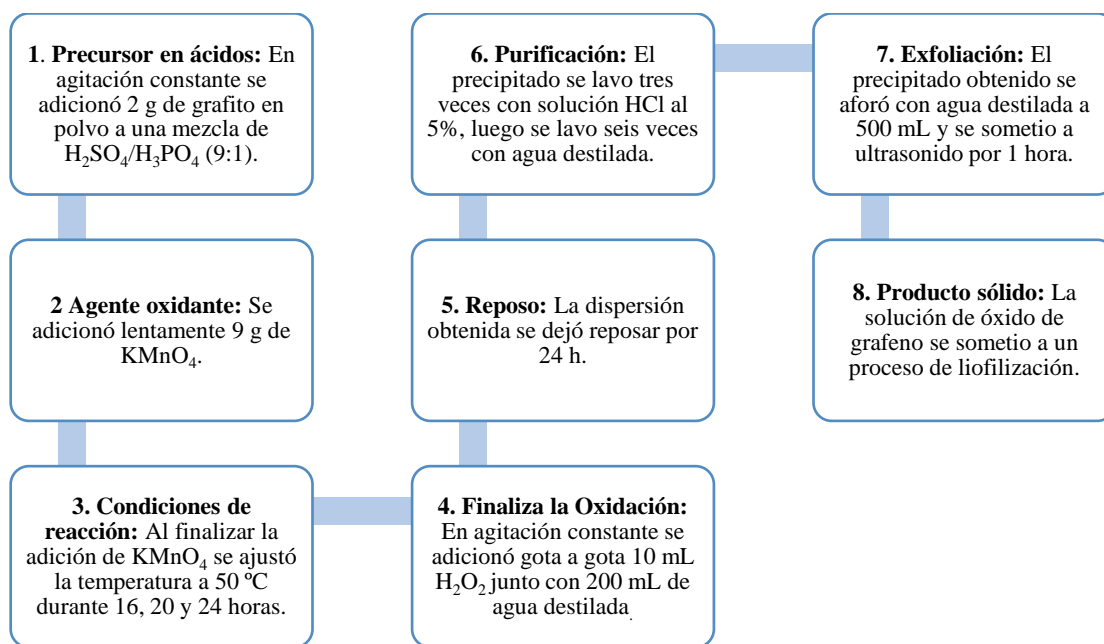 1. Precursor en ácidos: En
agitación constante se
adicionó 2 g de grafito en
polvo a una mezcla de
H₂SO₄/H₃PO₄ (9:1).
2 Agente oxidante: Se
adicionó lentamente 9 g de
KMnO₄.
3. Condiciones de
reacción: Al finalizar la
adición de KMnO₄ se ajustó
la temperatura a 50 ºC
durante 16, 20 y 24 horas.
4. Finaliza la Oxidación:
En agitación constante se
adicionó gota a gota 10 mL
H₂O₂ junto con 200 mL de
agua destilada.
5. Reposo: La dispersión
obtenida se dejó reposar por
24 h.
6. Purificación: El
precipitado se lavo tres
veces con solución HCl al
5%, luego se lavo seis veces
con agua destilada.
7. Exfoliación: El
precipitado obtenido se
aforó con agua destilada a
500 mL y se sometio a
ultrasonido por 1 hora.
8. Producto sólido: La
solución de óxido de
grafeno se sometio a un
proceso de liofilización.